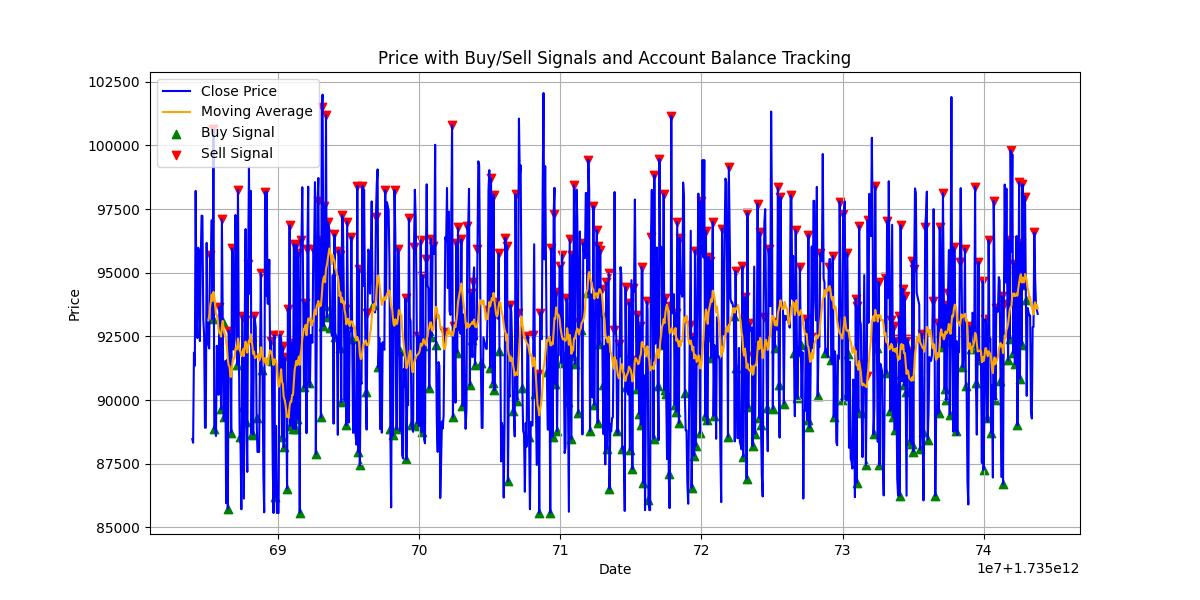 Price with Buy/Sell Signals and Account Balance Tracking
Close Price
Moving Average
Buy Signal
Sell Signal
102500
100000
97500
95000
92500
90000
87500
85000
Price
69 70 71 72 73 74
Date
1e7+1.735e12